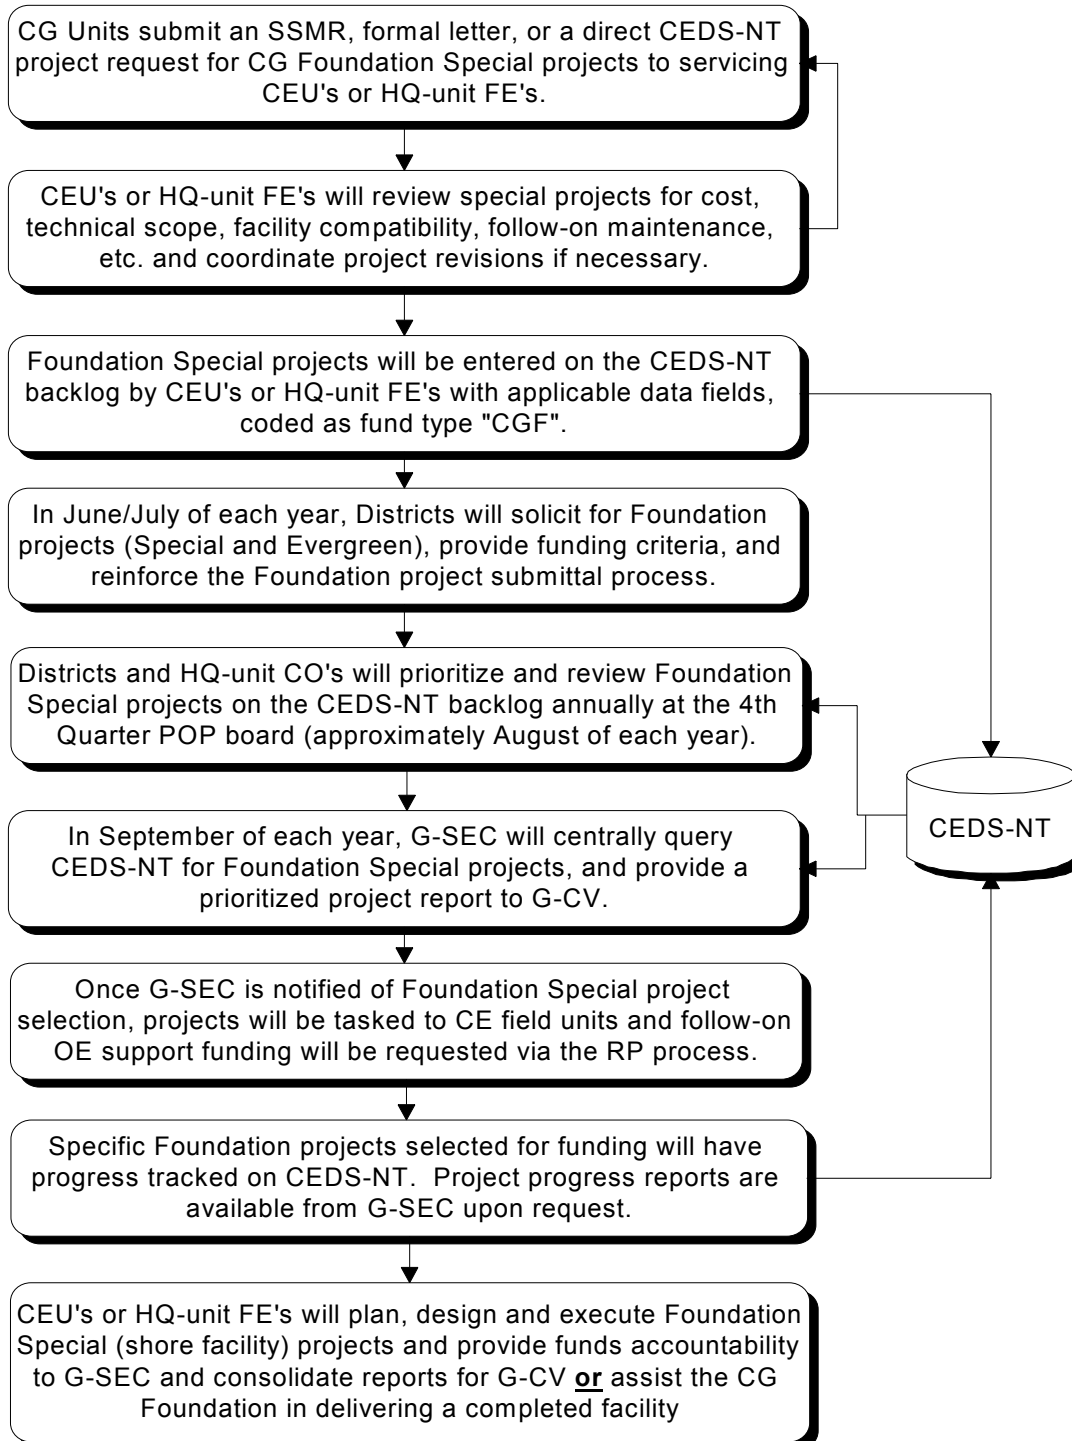 CG Units submit an SSMR, formal letter, or a direct CEDS-NT
project request for CG Foundation Special projects to servicing
CEU's or HQ-unit FE's.
CEU's or HQ-unit FE's will review special projects for cost,
technical scope, facility compatibility, follow-on maintenance,
etc. and coordinate project revisions if necessary.
Foundation Special projects will be entered on the CEDS-NT
backlog by CEU's or HQ-unit FE's with applicable data fields,
coded as fund type "CGF".
In June/July of each year, Districts will solicit for Foundation
projects (Special and Evergreen), provide funding criteria, and
reinforce the Foundation project submittal process.
Districts and HQ-unit CO's will prioritize and review Foundation
Special projects on the CEDS-NT backlog annually at the 4th
Quarter POP board (approximately August of each year).
CEDS-NT
In September of each year, G-SEC will centrally query
CEDS-NT for Foundation Special projects, and provide a
prioritized project report to G-CV.
Once G-SEC is notified of Foundation Special project
selection, projects will be tasked to CE field units and follow-on
OE support funding will be requested via the RP process.
Specific Foundation projects selected for funding will have
progress tracked on CEDS-NT.  Project progress reports are
available from G-SEC upon request.
CEU's or HQ-unit FE's will plan, design and execute Foundation
Special (shore facility) projects and provide funds accountability
to G-SEC and consolidate reports for G-CV or assist the CG
Foundation in delivering a completed facility